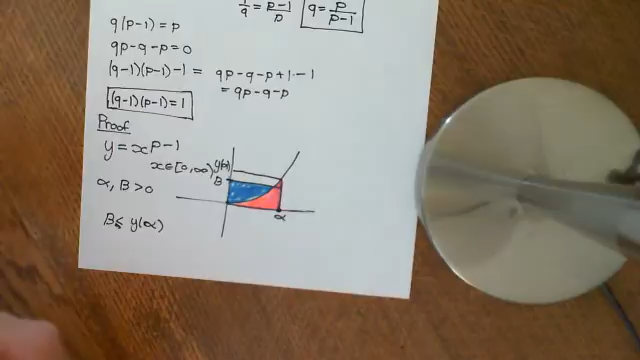 1/q = p-1/p q = p/p-1
q(p-1) = p
qp-q-p=0
(q-1)(p-1)-1 = qp-q-p+1-1
= qp-q-p
(q-1)(p-1)=1
Proof
y = x^{p-1}
x∈[0,∞) y(α)
B
α, B>0
α
B≤ y(α)